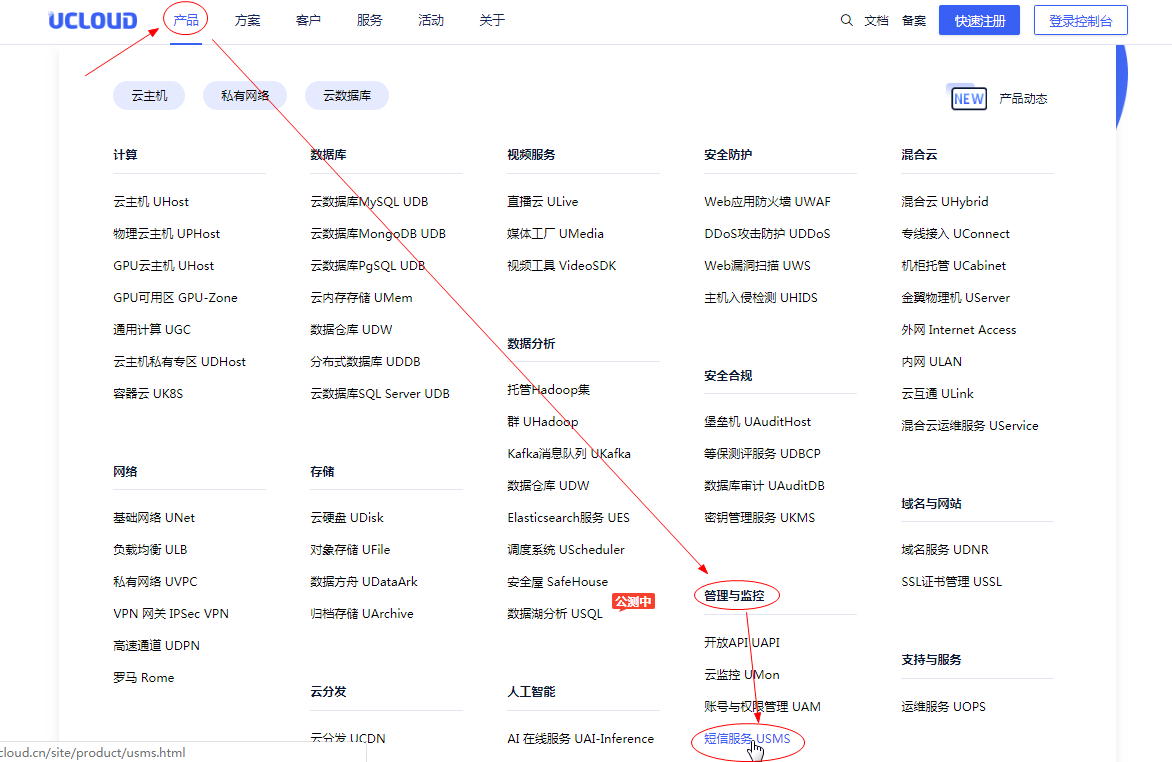 UCLOUD 产品 方案 客户 服务 活动 关于 文档 备案 快速注册 登录控制台
云主机 私有网络 云数据库 NEW 产品动态
计算
云主机 UHost
物理云主机 UPHost
GPU云主机 UHost
GPU可用区 GPU-Zone
通用计算 UGC
云主机私有专区 UDHost
容器云 UK8S
网络
基础网络 UNet
负载均衡 ULB
私有网络 UVPC
VPN 网关 IPSec VPN
高速通道 UDPN
罗马 Rome
数据库
云数据库MySQL UDB
云数据库MongoDB UDB
云数据库PgSQL UDB
云内存存储 UMem
数据仓库 UDW
分布式数据库 UDDB
云数据库SQL Server UDB
存储
云硬盘 UDisk
对象存储 UFile
数据方舟 UDataArk
归档存储 UArchive
云分发
云分发 UCDN
视频服务
直播云 ULive
媒体工厂 UMedia
视频工具 VideoSDK
数据分析
托管Hadoop集
群 UHadoop
Kafka消息队列 UKafka
数据仓库 UDW
Elasticsearch服务 UES
调度系统 UScheduler
安全屋 SafeHouse
数据湖分析 USQL 公测中
人工智能
AI 在线服务 UAI-Inference
安全防护
Web应用防火墙 UWAF
DDoS攻击防护 UDDoS
Web漏洞扫描 UWS
主机入侵检测 UHIDS
安全合规
堡垒机 UAuditHost
等保测评服务 UDBCP
数据库审计 UAuditDB
密钥管理服务 UKMS
管理与监控
开放API UAPI
云监控 UMon
账号与权限管理 UAM
短信服务 USMS
混合云
混合云 UHybrid
专线接入 UConnect
机柜托管 UCabinet
金翼物理机 UServer
外网 Internet Access
内网 ULAN
云互通 ULink
混合云运维服务 UService
域名与网站
域名服务 UDNR
SSL证书管理 USSL
支持与服务
运维服务 UOPS
cloud.cn/site/product/usms.html